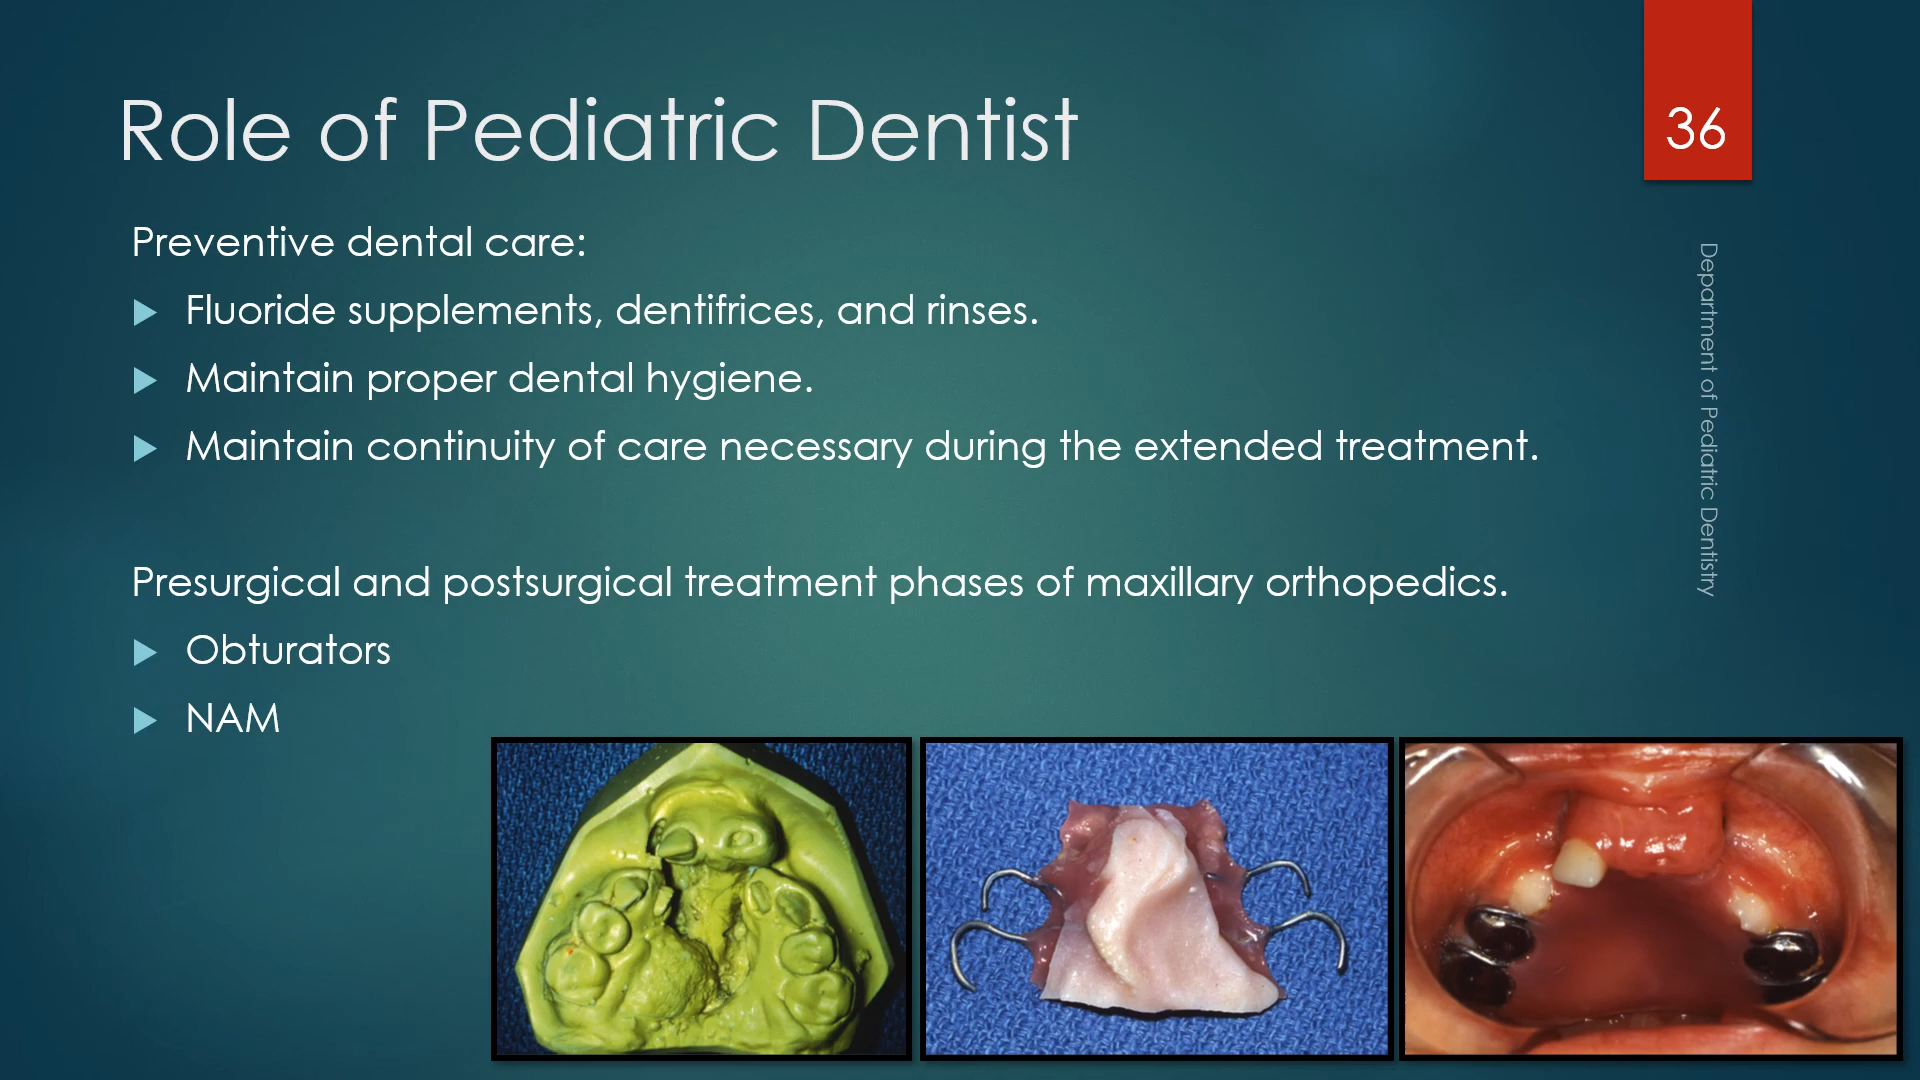 Role of Pediatric Dentist
36
Preventive dental care:
Fluoride supplements, dentifrices, and rinses.
Maintain proper dental hygiene.
Maintain continuity of care necessary during the extended treatment.
Presurgical and postsurgical treatment phases of maxillary orthopedics.
Obturators
NAM
Department of Pediatric Dentistry